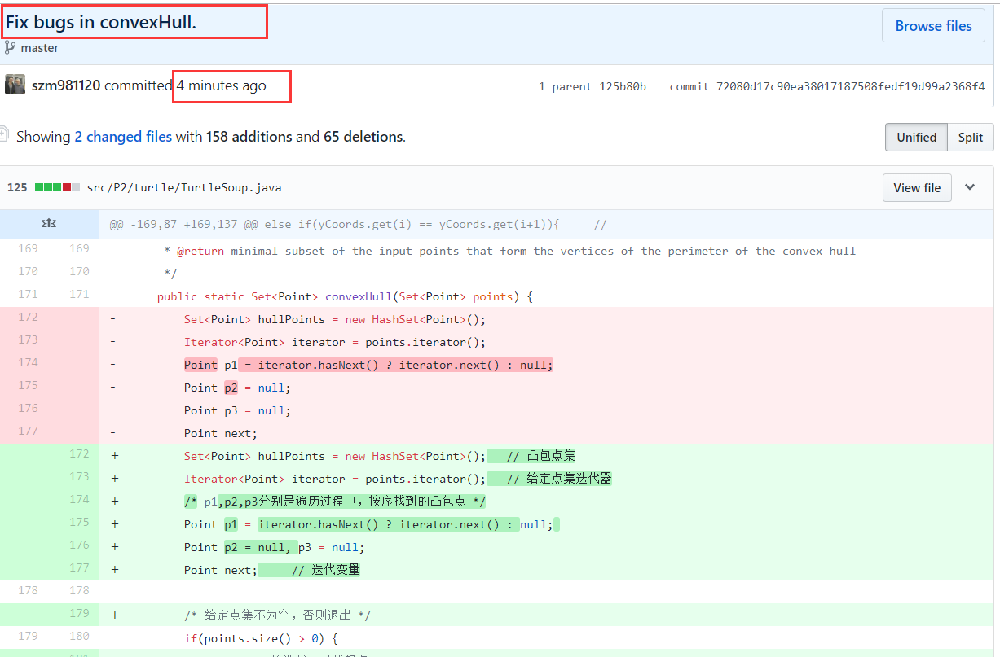 Fix bugs in convexHull.
Browse files
master
szm981120 committed 4 minutes ago 1 parent 125b80b commit 72080d17c90ea38017187508fedf19d99a2368f4
Showing 2 changed files with 158 additions and 65 deletions. Unified Split
125 src/P2/turtle/TurtleSoup.java View file
@@ -169,87 +169,137 @@ else if(yCoords.get(i) == yCoords.get(i+1)){ //
169 169 * @return minimal subset of the input points that form the vertices of the perimeter of the convex hull
170 170 */
171 171 public static Set<Point> convexHull(Set<Point> points) {
172 - Set<Point> hullPoints = new HashSet<Point>();
173 - Iterator<Point> iterator = points.iterator();
174 - Point p1 = iterator.hasNext() ? iterator.next() : null;
175 - Point p2 = null;
176 - Point p3 = null;
177 - Point next;
172 + Set<Point> hullPoints = new HashSet<Point>(); // 凸包点集
173 + Iterator<Point> iterator = points.iterator(); // 给定点集迭代器
174 + /* p1,p2,p3分别是遍历过程中，按序找到的凸包点 */
175 + Point p1 = iterator.hasNext() ? iterator.next() : null;
176 + Point p2 = null, p3 = null;
177 + Point next; // 迭代变量
178 178
179 + /* 给定点集不为空，否则退出 */
179 180 if(points.size() > 0) {